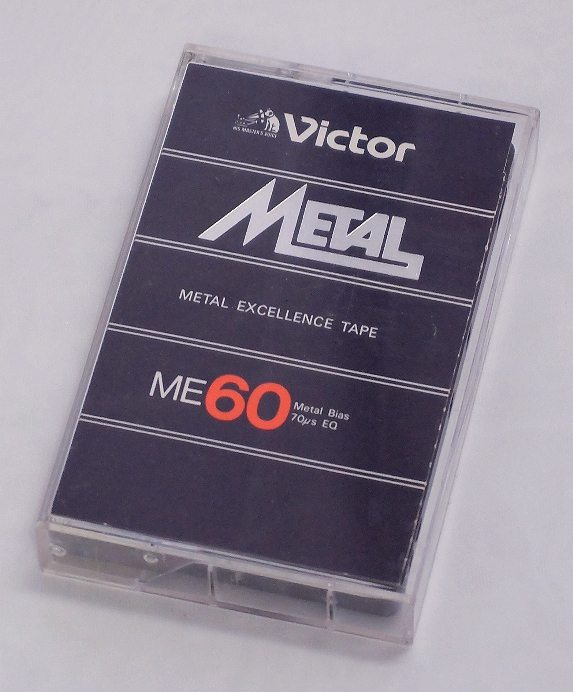 HIS MASTER'S VOICE
Victor
METAL
METAL EXCELLENCE TAPE
ME60
Metal Bias
70µs EQ